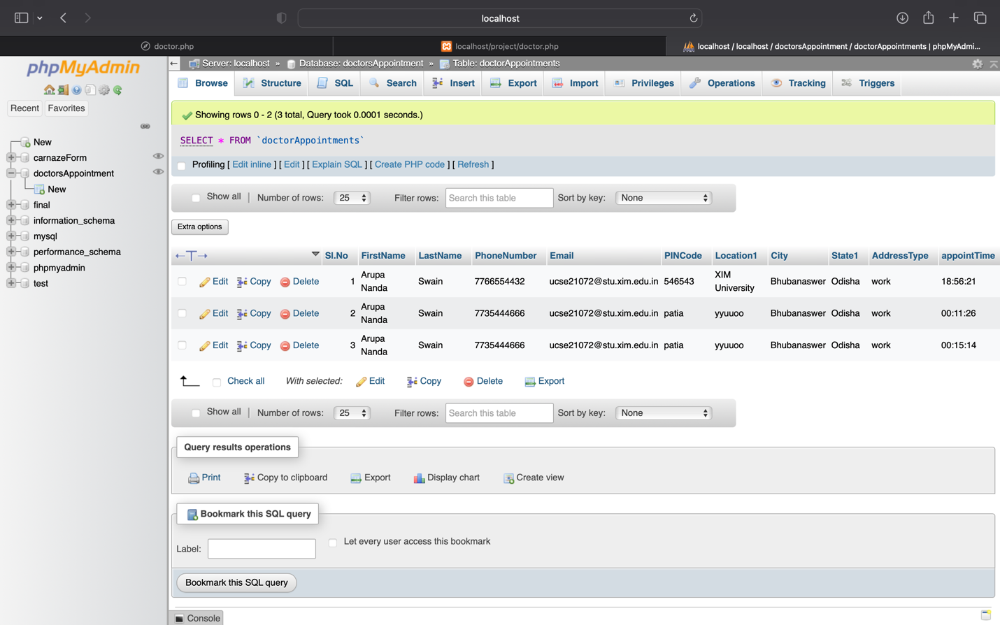 localhost
doctor.php
localhost/project/doctor.php
localhost / localhost / doctorsAppointment / doctorAppointments | phpMyAdmi...
phpMyAdmin
Recent Favorites
New
carnazeForm
doctorsAppointment
New
final
information_schema
mysql
performance_schema
phpmyadmin
test
Server: localhost » Database: doctorsAppointment » Table: doctorAppointments
Browse Structure SQL Search Insert Export Import Privileges Operations Tracking Triggers
Showing rows 0 - 2 (3 total, Query took 0.0001 seconds.)
SELECT * FROM `doctorAppointments`
Profiling [ Edit inline ] [ Edit ] [ Explain SQL ] [ Create PHP code ] [ Refresh ]
Show all | Number of rows: 25 Filter rows: Search this table Sort by key: None
Extra options
←T→ Sl.No FirstName LastName PhoneNumber Email PINCode Location1 City State1 AddressType appointTime
Edit Copy Delete 1 Arupa Nanda Swain 7766554432 ucse21072@stu.xim.edu.in 546543 XIM University Bhubanaswer Odisha work 18:56:21
Edit Copy Delete 2 Arupa Nanda Swain 7735444666 ucse21072@stu.xim.edu.in patia yyuuoo Bhubanaswer Odisha work 00:11:26
Edit Copy Delete 3 Arupa Nanda Swain 7735444666 ucse21072@stu.xim.edu.in patia yyuuoo Bhubanaswer Odisha work 00:15:14
Check all With selected: Edit Copy Delete Export
Show all | Number of rows: 25 Filter rows: Search this table Sort by key: None
Query results operations
Print Copy to clipboard Export Display chart Create view
Bookmark this SQL query
Label: Let every user access this bookmark
Bookmark this SQL query
Console